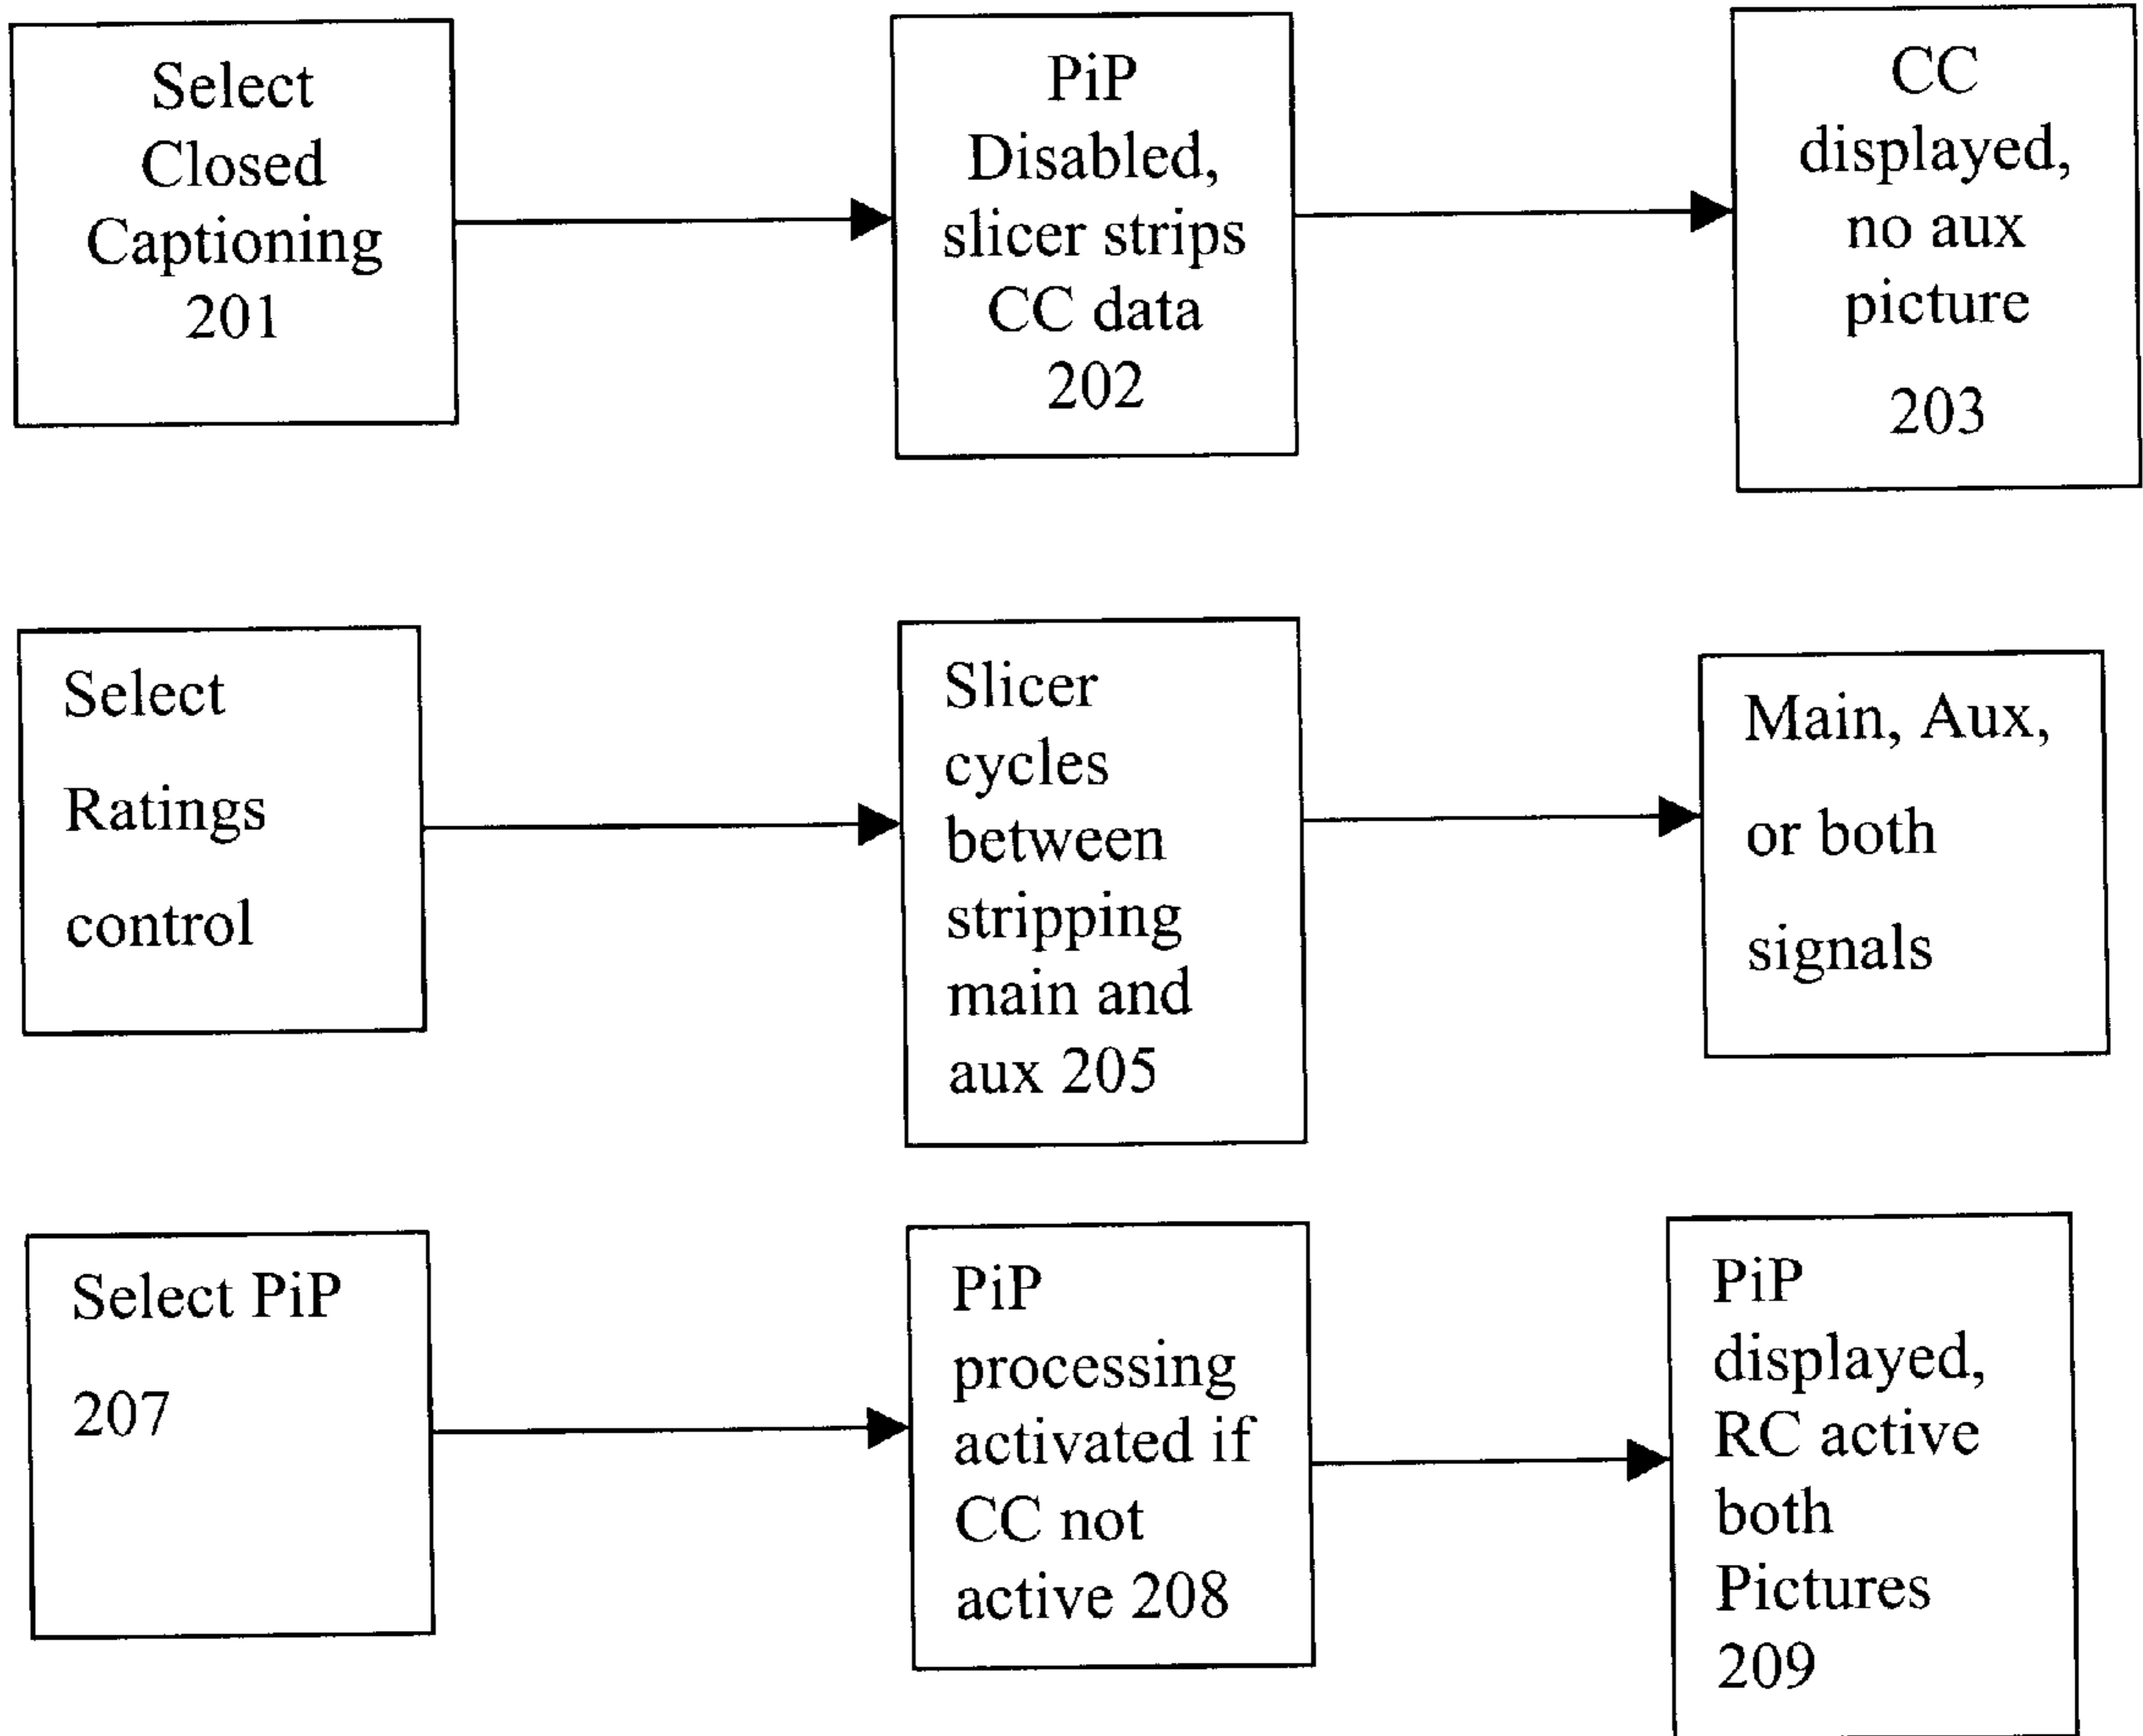 Select
Closed
Captioning
201
PiP
Disabled,
slicer strips
CC data
202
CC
displayed,
no aux
picture
203
Select
Ratings
control
Slicer
cycles
between
stripping
main and
aux 205
Main, Aux,
or both
signals
Select PiP
207
PiP
processing
activated if
CC not
active 208
PiP
displayed,
RC active
both
Pictures
209